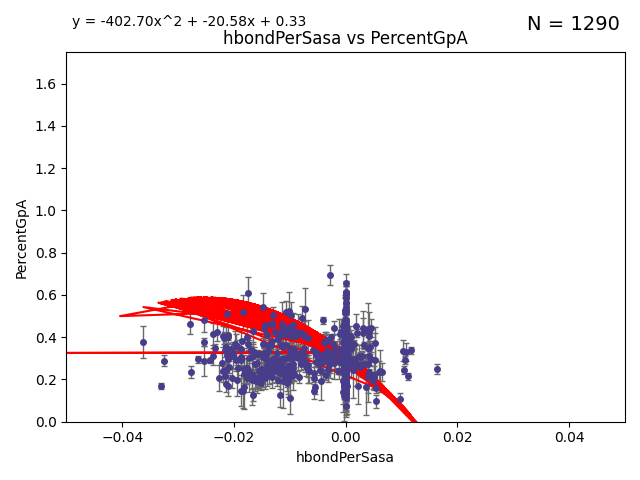 y = -402.70x^2 + -20.58x + 0.33
N = 1290
hbondPerSasa vs PercentGpA
PercentGpA
1.6
1.4
1.2
1.0
0.8
0.6
0.4
0.2
0.0
−0.04
−0.02
0.00
0.02
0.04
hbondPerSasa